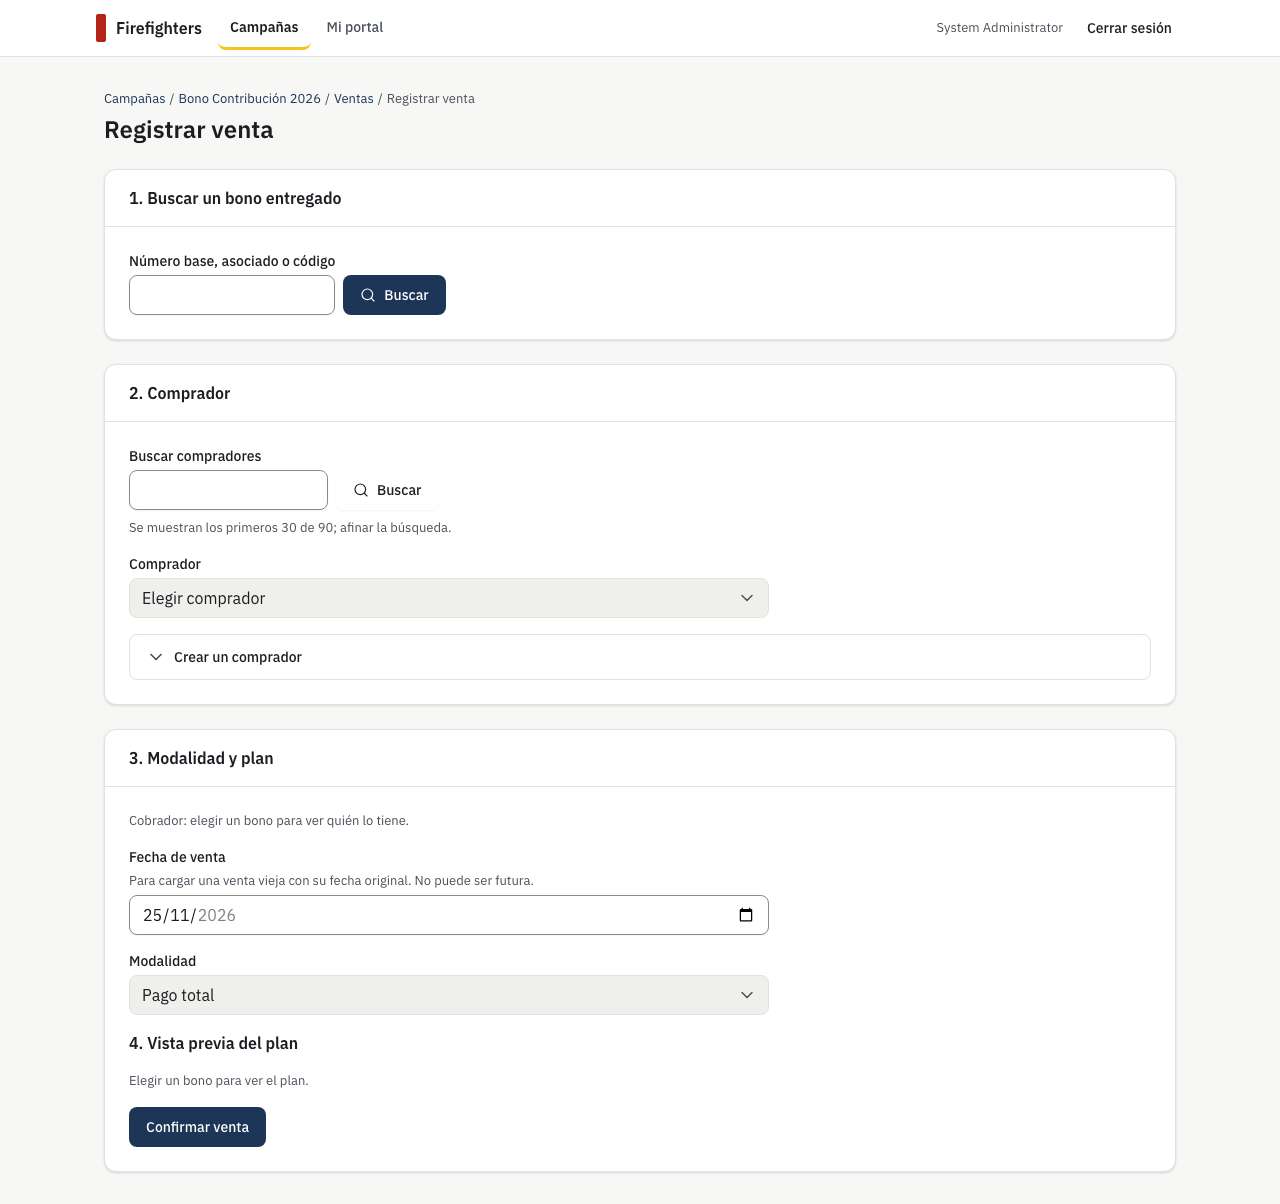 Firefighters
Campañas
Mi portal
System Administrator
Cerrar sesión
Campañas / Bono Contribución 2026 / Ventas / Registrar venta
Registrar venta
1. Buscar un bono entregado
Número base, asociado o código
Buscar
2. Comprador
Buscar compradores
Buscar
Se muestran los primeros 30 de 90; afinar la búsqueda.
Comprador
Elegir comprador
Crear un comprador
3. Modalidad y plan
Cobrador: elegir un bono para ver quién lo tiene.
Fecha de venta
Para cargar una venta vieja con su fecha original. No puede ser futura.
25/11/2026
Modalidad
Pago total
4. Vista previa del plan
Elegir un bono para ver el plan.
Confirmar venta